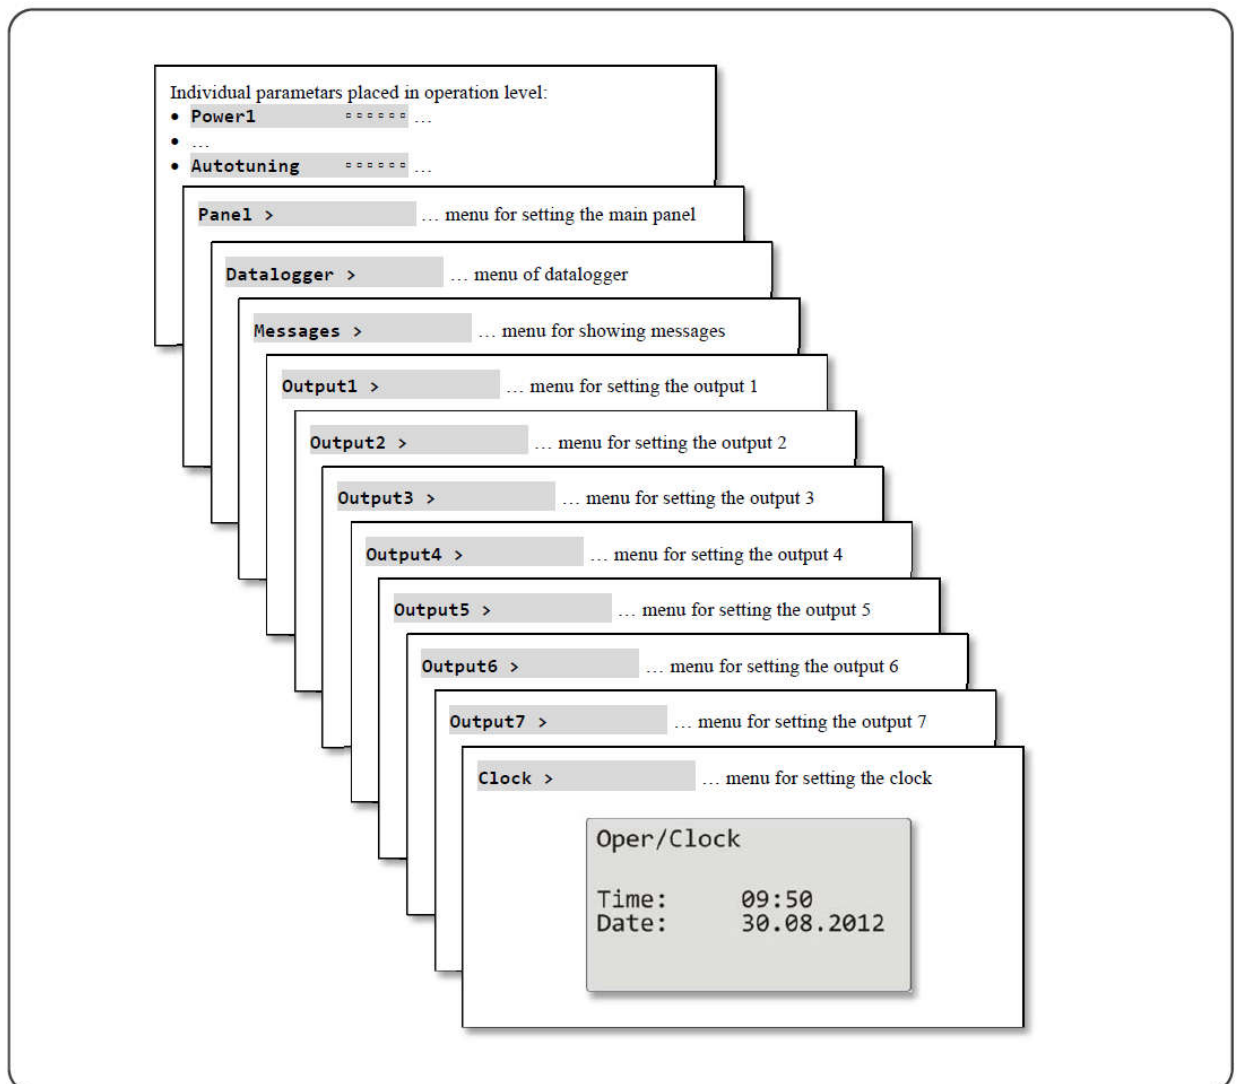 Individual parametars placed in operation level:
• Power1 ▫▫▫▫▫▫ …
• …
• Autotuning ▫▫▫▫▫▫ …
Panel > … menu for setting the main panel
Datalogger > … menu of datalogger
Messages > … menu for showing messages
Output1 > … menu for setting the output 1
Output2 > … menu for setting the output 2
Output3 > … menu for setting the output 3
Output4 > … menu for setting the output 4
Output5 > … menu for setting the output 5
Output6 > … menu for setting the output 6
Output7 > … menu for setting the output 7
Clock > … menu for setting the clock
Oper/Clock
Time: 09:50
Date: 30.08.2012